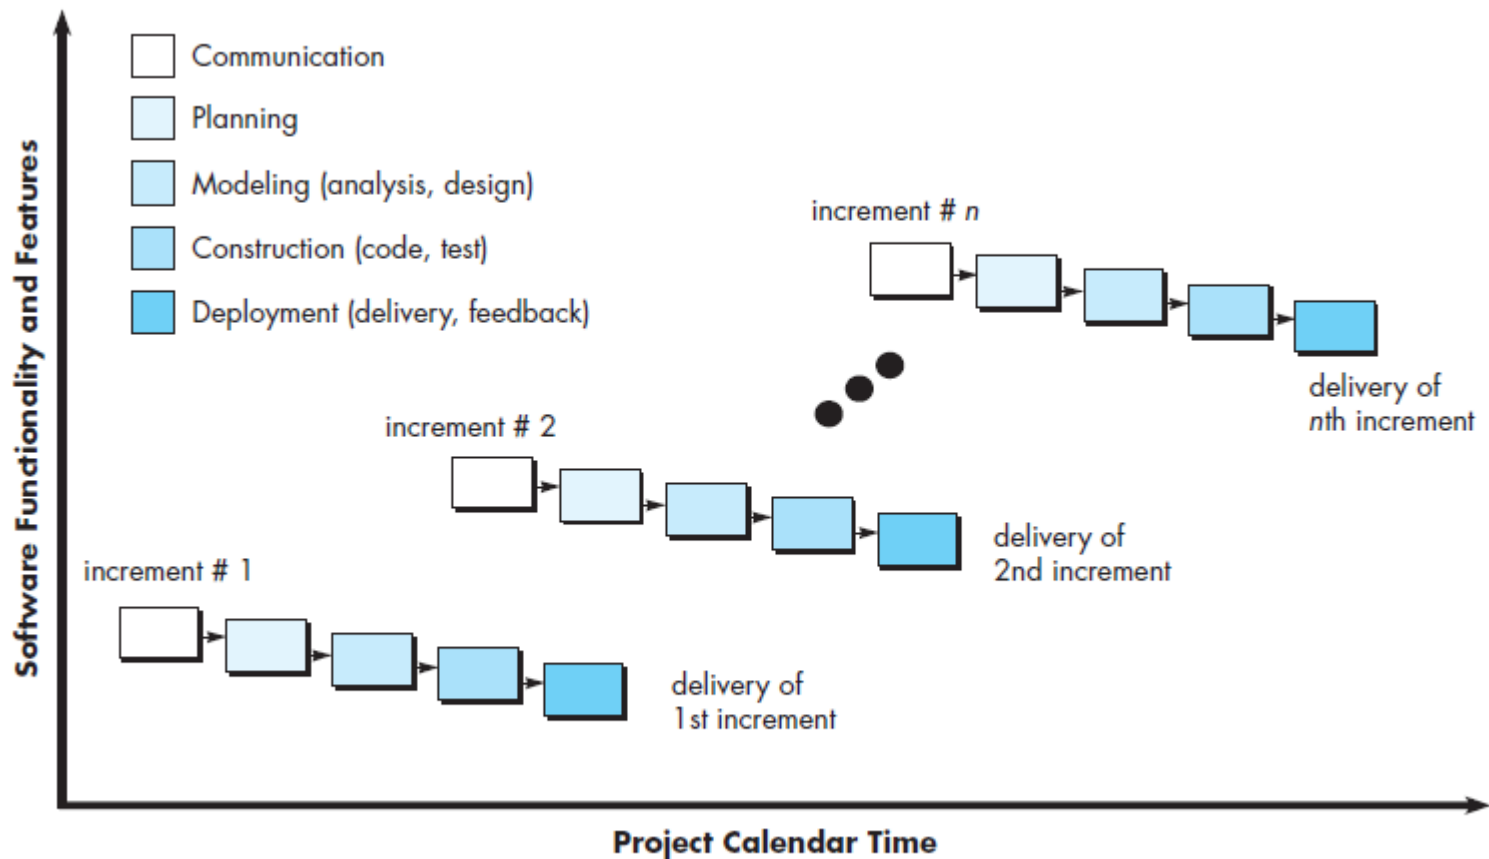 Communication
Planning
Modeling (analysis, design)
Construction (code, test)
Deployment (delivery, feedback)
increment # n
delivery of
nth increment
increment # 2
delivery of
2nd increment
increment # 1
delivery of
1st increment
Software Functionality and Features
Project Calendar Time